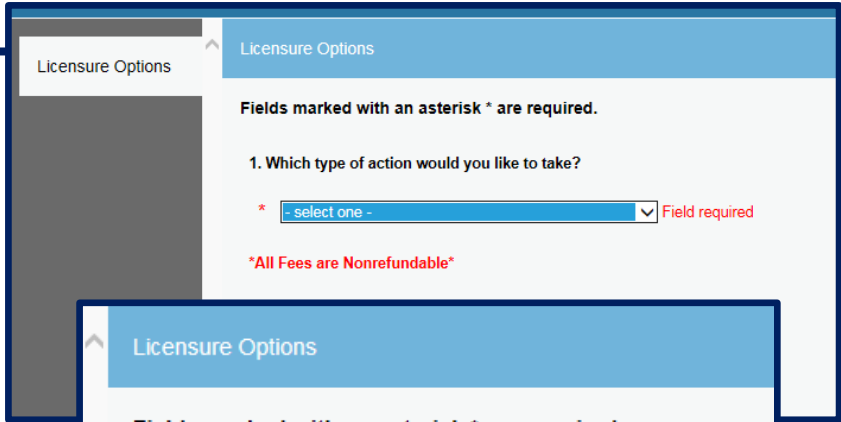 Licensure Options
Licensure Options
Fields marked with an asterisk * are required.
1. Which type of action would you like to take?
* - select one - Field required
*All Fees are Nonrefundable*
Licensure Options